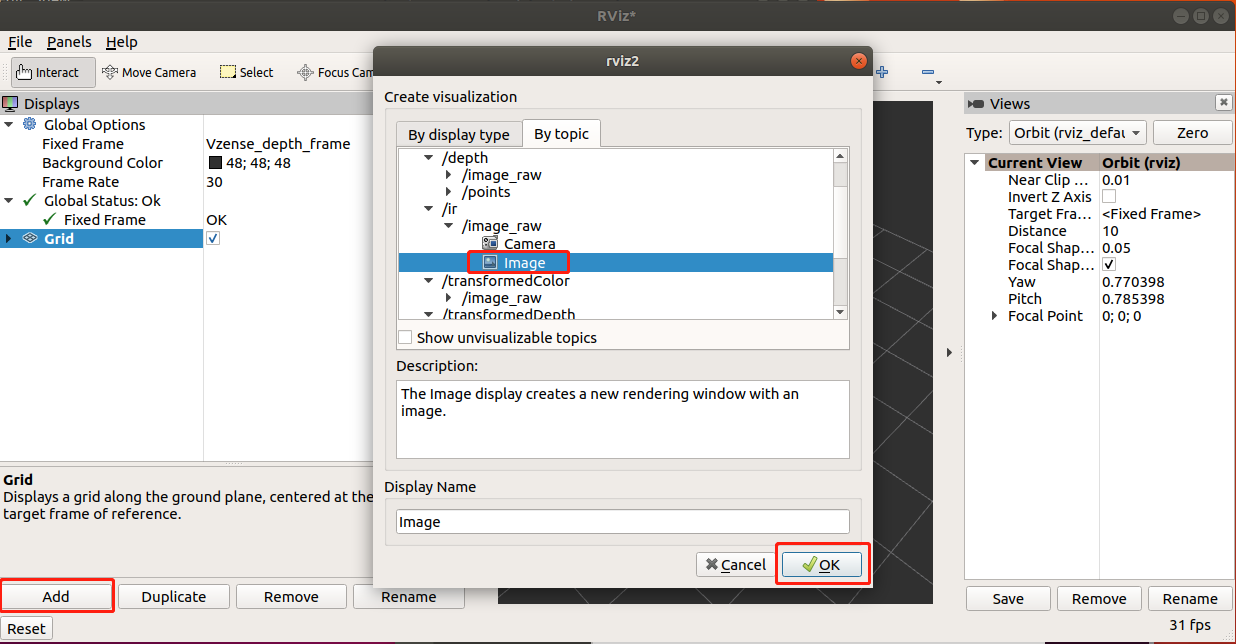 RViz*
File Panels Help
Interact Move Camera Select Focus Cam
Displays
Global Options
Fixed Frame Vzense_depth_frame
Background Color 48; 48; 48
Frame Rate 30
Global Status: Ok
Fixed Frame OK
Grid
Grid
Displays a grid along the ground plane, centered at the
target frame of reference.
Add Duplicate Remove Rename
Reset
rviz2
Create visualization
By display type By topic
/depth
/image_raw
/points
/ir
/image_raw
Camera
Image
/transformedColor
/image_raw
/transformedDepth
Show unvisualizable topics
Description:
The Image display creates a new rendering window with an
image.
Display Name
Image
Cancel OK
Views
Type: Orbit (rviz_defau Zero
Current View Orbit (rviz)
Near Clip ... 0.01
Invert Z Axis
Target Fra... <Fixed Frame>
Distance 10
Focal Shap... 0.05
Focal Shap...
Yaw 0.770398
Pitch 0.785398
Focal Point 0; 0; 0
Save Remove Rename
31 fps